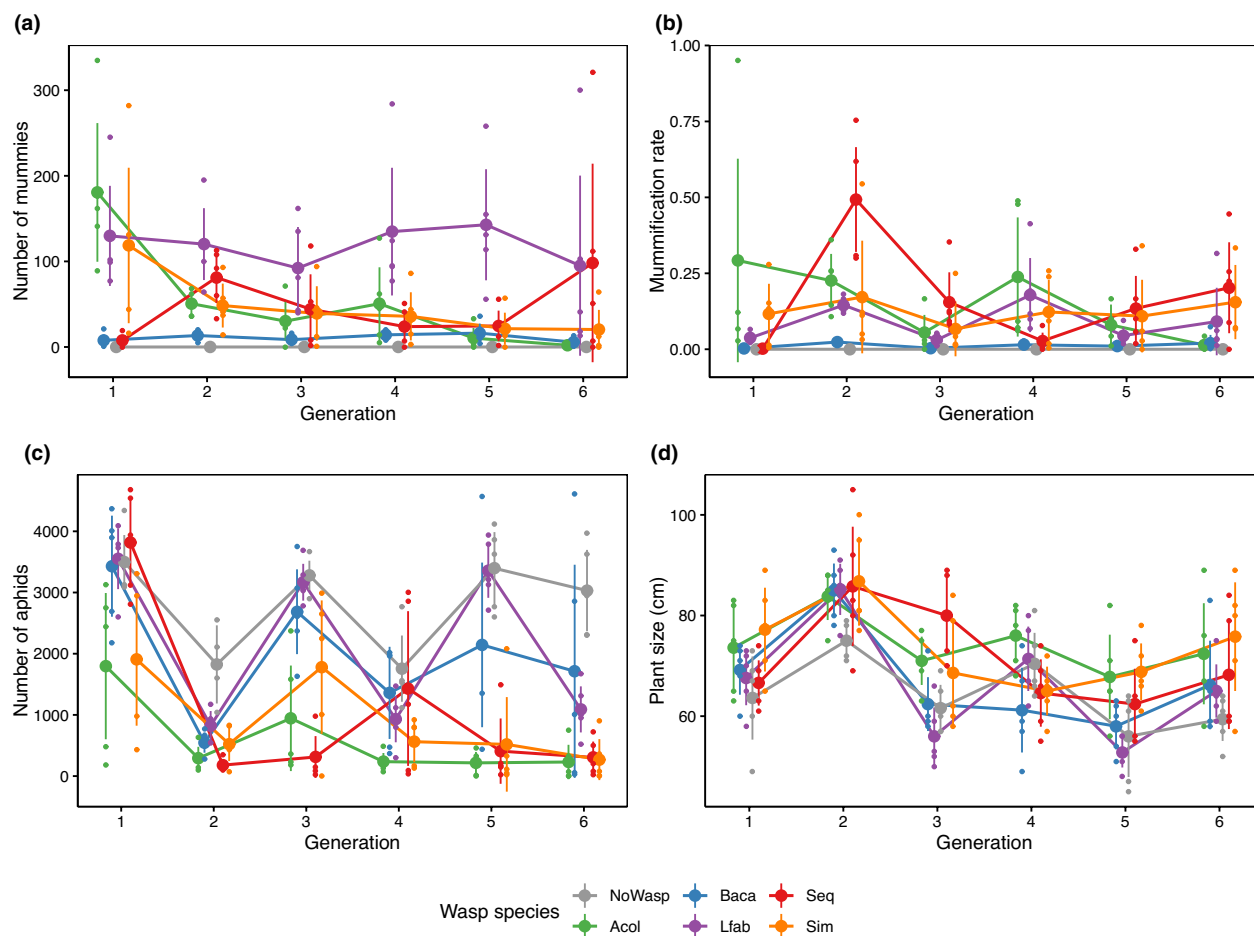 (a)
Number of mummies
300
200
100
0
1 2 3 4 5 6
Generation
(b)
Mummification rate
1.00
0.75
0.50
0.25
0.00
1 2 3 4 5 6
Generation
(c)
Number of aphids
4000
3000
2000
1000
0
1 2 3 4 5 6
Generation
(d)
Plant size (cm)
100
80
60
1 2 3 4 5 6
Generation
Wasp species
NoWasp Baca Seq
Acol Lfab Sim